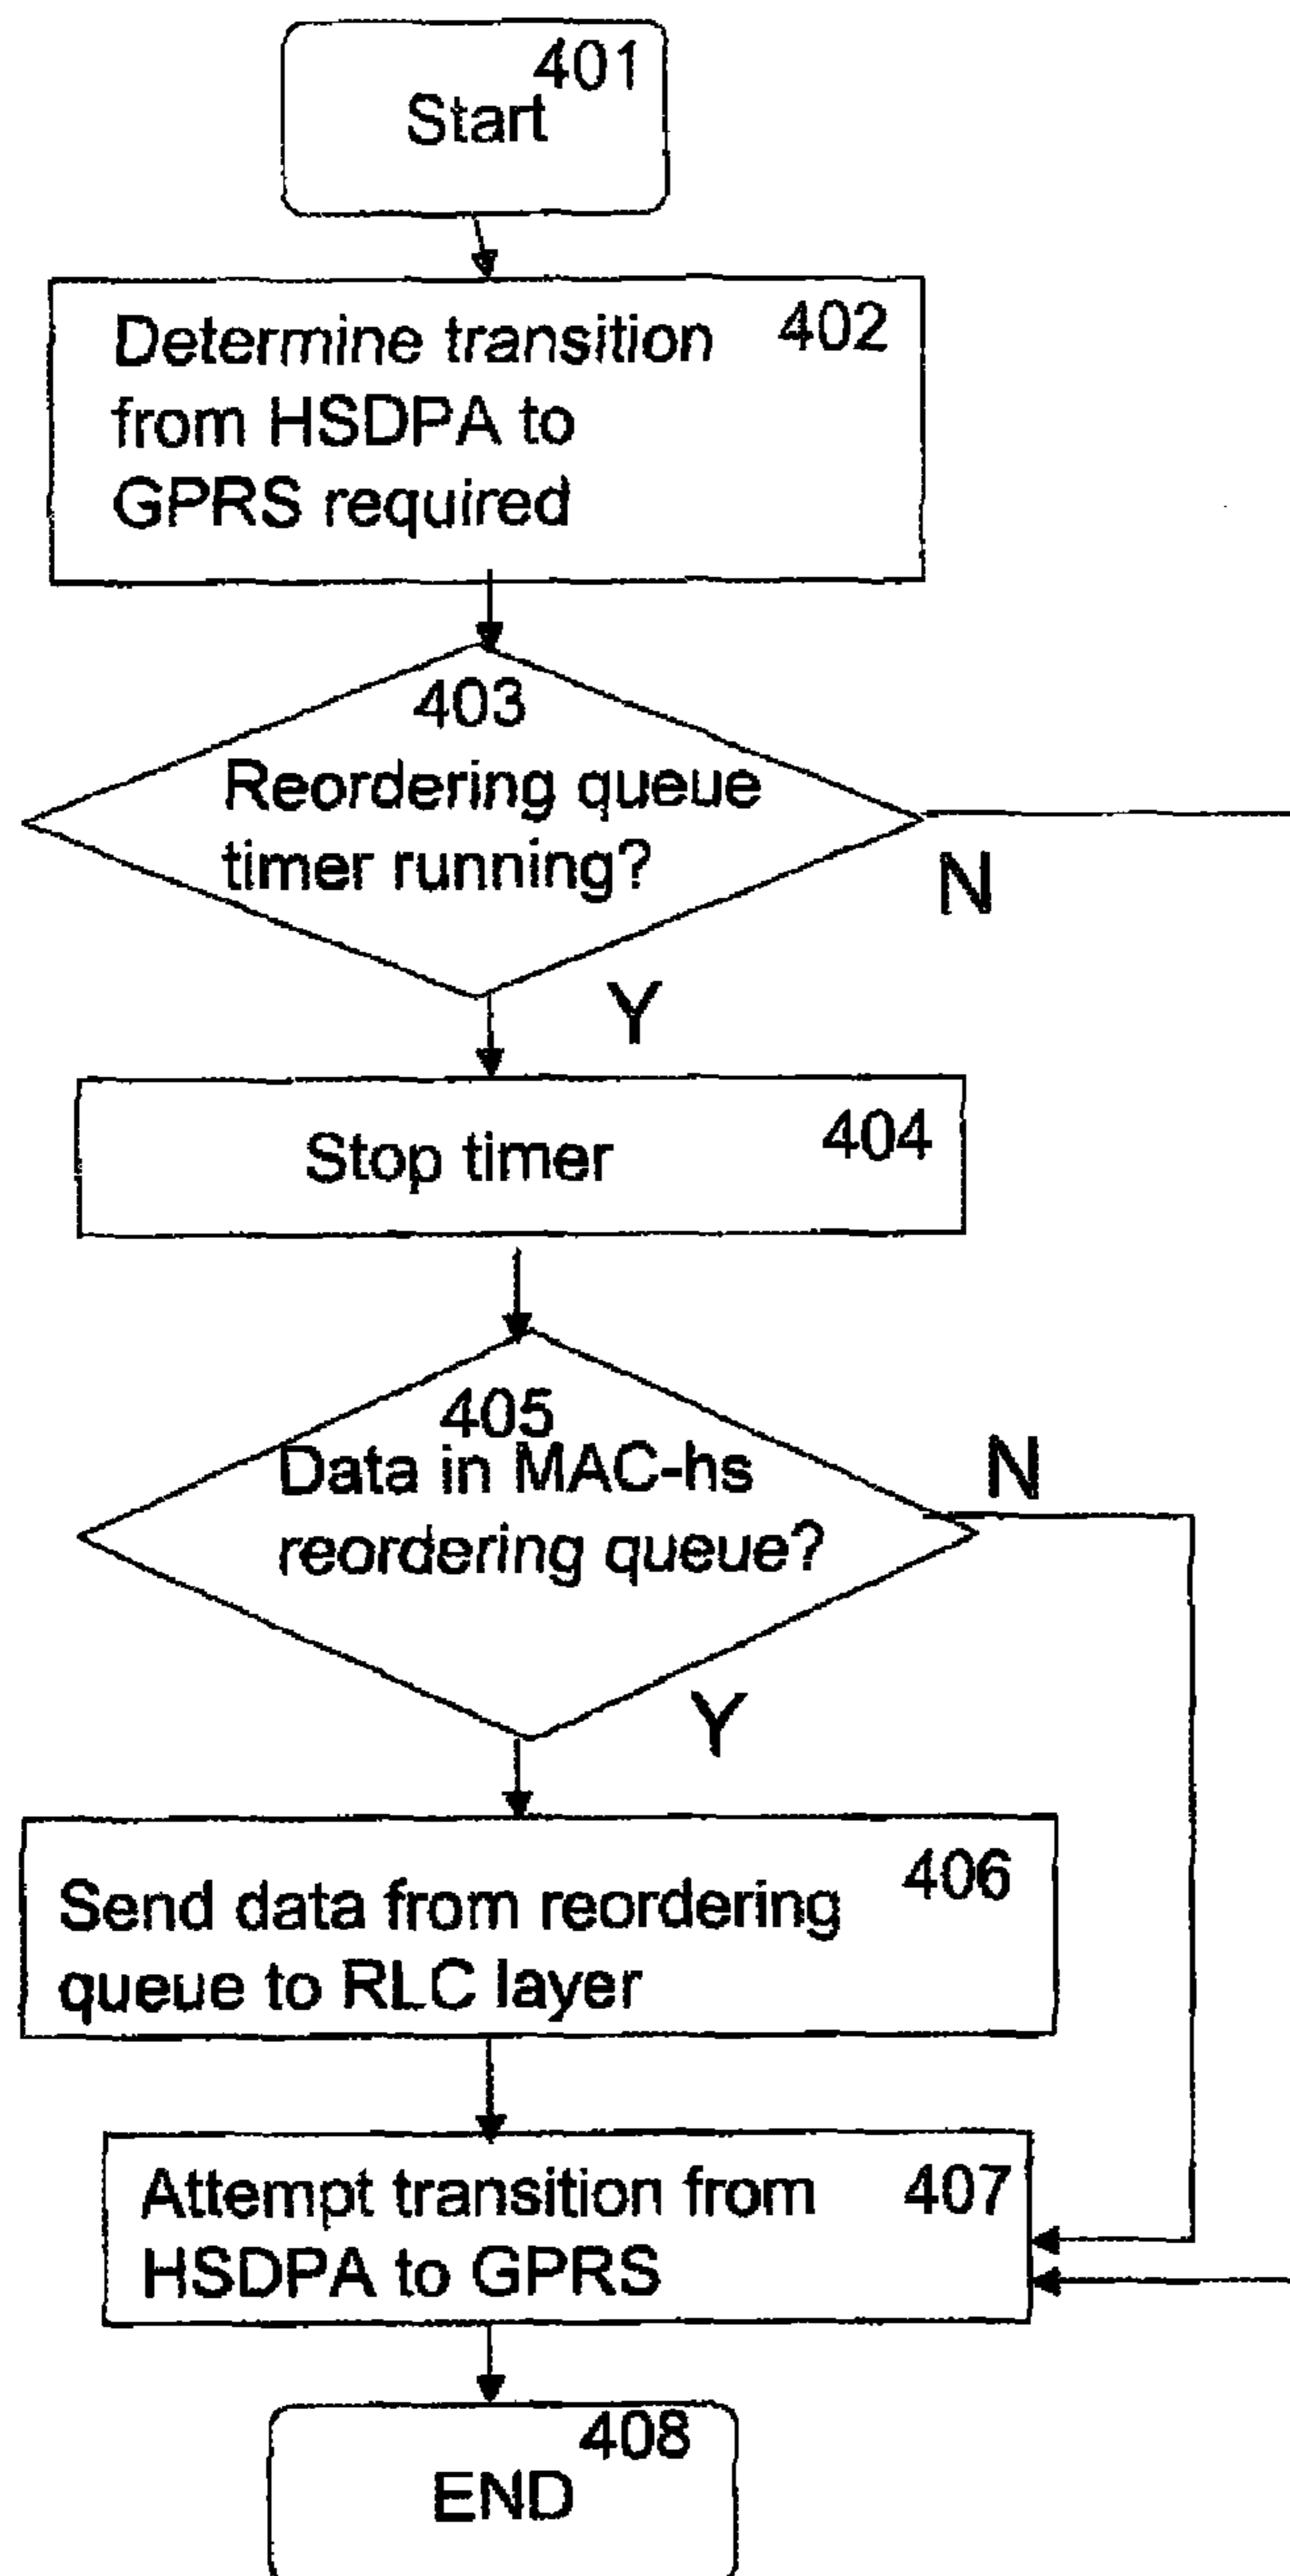 401
Start
402
Determine transition
from HSDPA to
GPRS required
403
Reordering queue
timer running?
N
Y
Stop timer
404
405
Data in MAC-hs
reordering queue?
N
Y
406
Send data from reordering
queue to RLC layer
Attempt transition from
HSDPA to GPRS
407
408
END